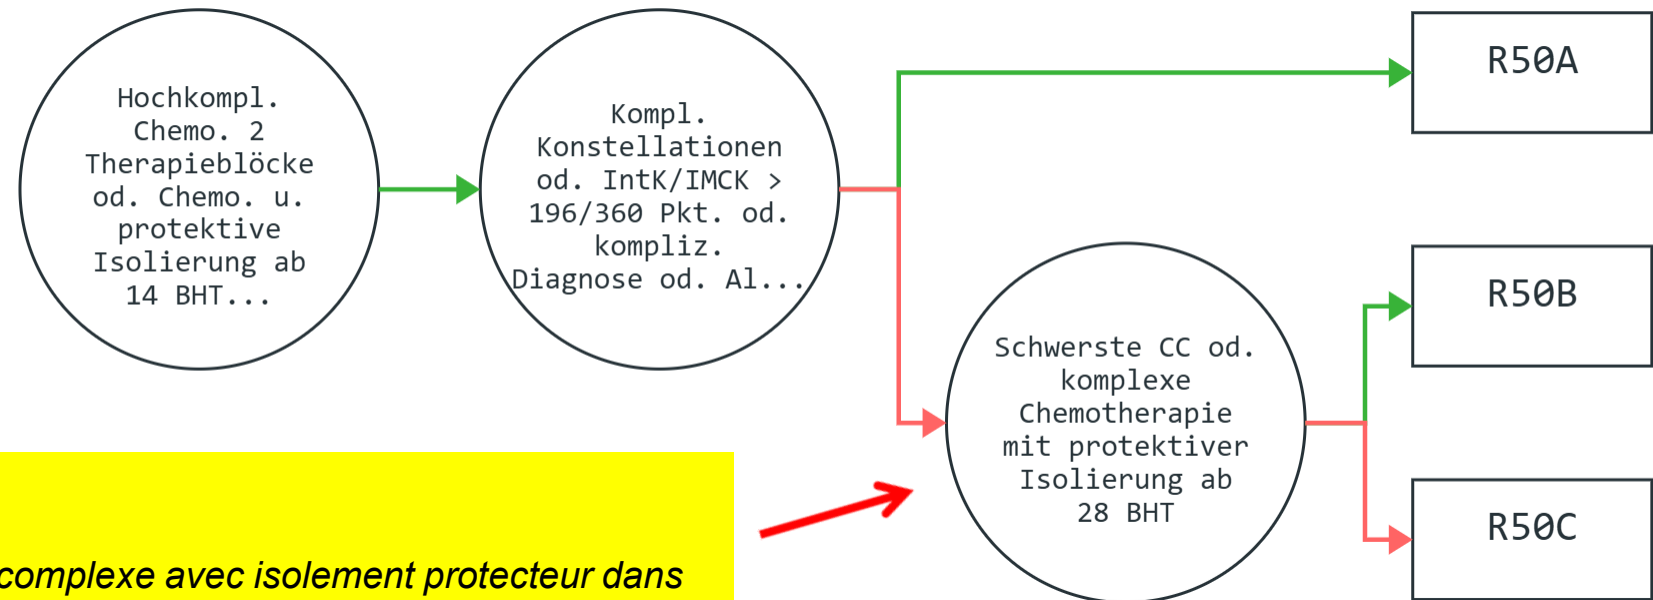 Hochkompl.
Chemo. 2
Therapieblöcke
od. Chemo. u.
protektive
Isolierung ab
14 BHT...
Kompl.
Konstellationen
od. IntK/IMCK >
196/360 Pkt. od.
kompliz.
Diagnose od. Al...
R50A
Schwerste CC od.
komplexe
Chemotherapie
mit protektiver
Isolierung ab
28 BHT
R50B
R50C
complexe avec isolement protecteur dans